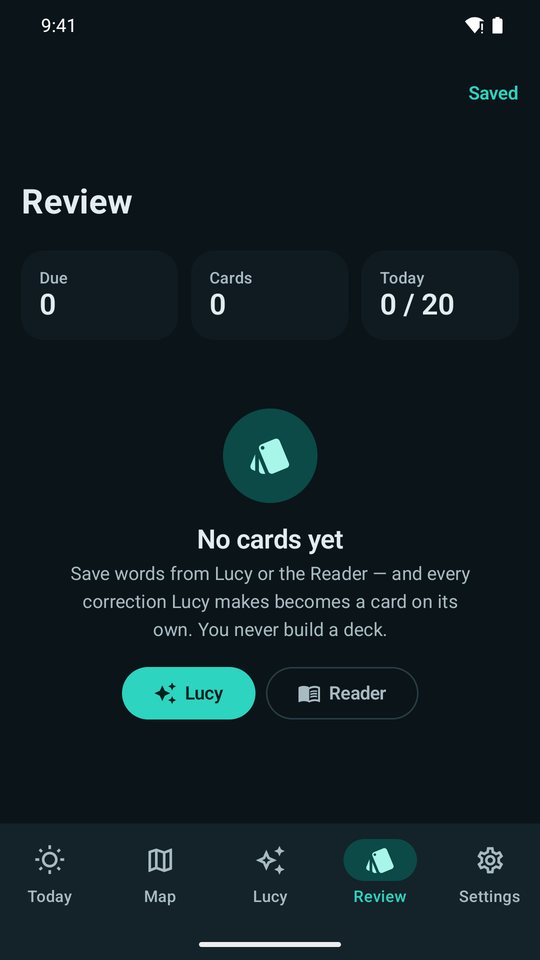 9:41
Saved
Review
Due
0
Cards
0
Today
0 / 20
No cards yet
Save words from Lucy or the Reader — and every
correction Lucy makes becomes a card on its
own. You never build a deck.
Lucy
Reader
Today
Map
Lucy
Review
Settings